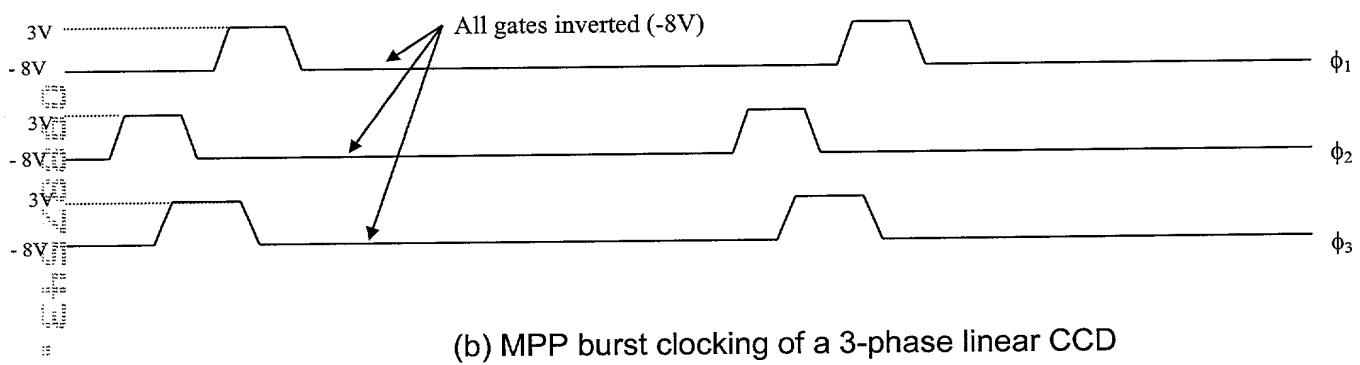 3V
All gates inverted (-8V)
- 8V
ϕ₁
3V
- 8V
ϕ₂
3V
- 8V
ϕ₃
(b) MPP burst clocking of a 3-phase linear CCD